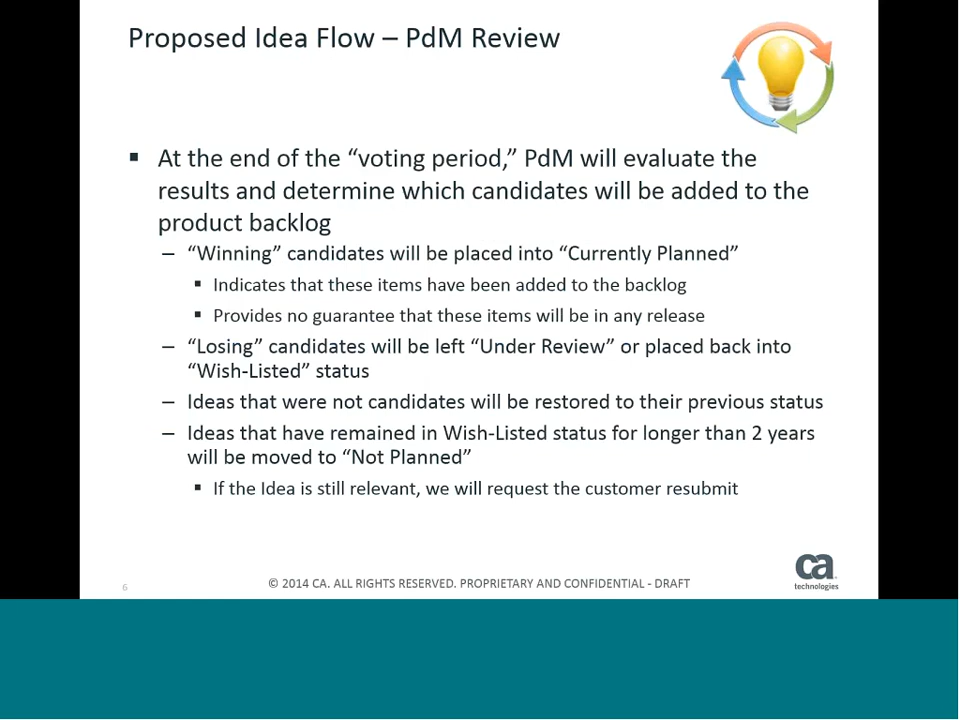 Proposed Idea Flow – PdM Review
▪ At the end of the “voting period,” PdM will evaluate the
results and determine which candidates will be added to the
product backlog
– “Winning” candidates will be placed into “Currently Planned”
▪ Indicates that these items have been added to the backlog
▪ Provides no guarantee that these items will be in any release
– “Losing” candidates will be left “Under Review” or placed back into
“Wish-Listed” status
– Ideas that were not candidates will be restored to their previous status
– Ideas that have remained in Wish-Listed status for longer than 2 years
will be moved to “Not Planned”
▪ If the Idea is still relevant, we will request the customer resubmit
6
© 2014 CA. ALL RIGHTS RESERVED. PROPRIETARY AND CONFIDENTIAL - DRAFT
ca
technologies